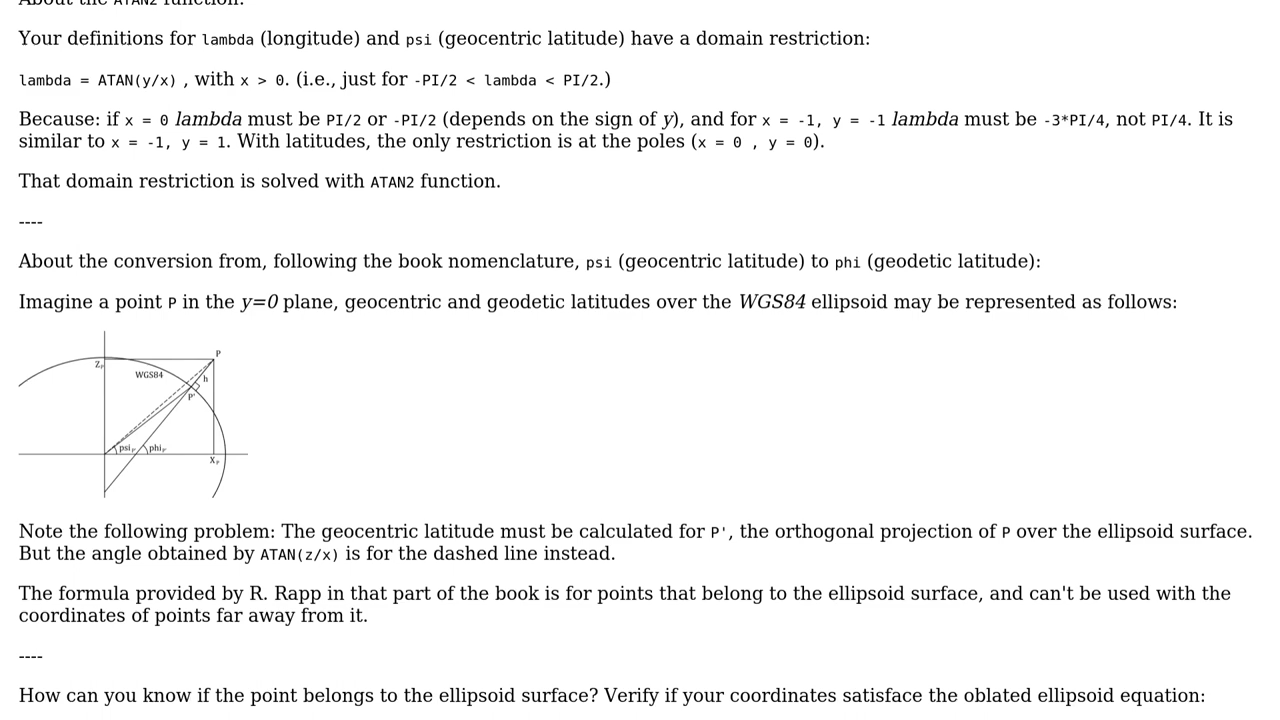 About the ATAN2 function:
Your definitions for lambda (longitude) and psi (geocentric latitude) have a domain restriction:
lambda = ATAN(y/x) , with x > 0. (i.e., just for -PI/2 < lambda < PI/2.)
Because: if x = 0 lambda must be PI/2 or -PI/2 (depends on the sign of y), and for x = -1, y = -1 lambda must be -3*PI/4, not PI/4. It is
similar to x = -1, y = 1. With latitudes, the only restriction is at the poles (x = 0 , y = 0).
That domain restriction is solved with ATAN2 function.
----
About the conversion from, following the book nomenclature, psi (geocentric latitude) to phi (geodetic latitude):
Imagine a point P in the y=0 plane, geocentric and geodetic latitudes over the WGS84 ellipsoid may be represented as follows:
P
ZP
WGS84
h
P'
psiP
phiP
XP
Note the following problem: The geocentric latitude must be calculated for P', the orthogonal projection of P over the ellipsoid surface.
But the angle obtained by ATAN(z/x) is for the dashed line instead.
The formula provided by R. Rapp in that part of the book is for points that belong to the ellipsoid surface, and can't be used with the
coordinates of points far away from it.
----
How can you know if the point belongs to the ellipsoid surface? Verify if your coordinates satisface the oblated ellipsoid equation: